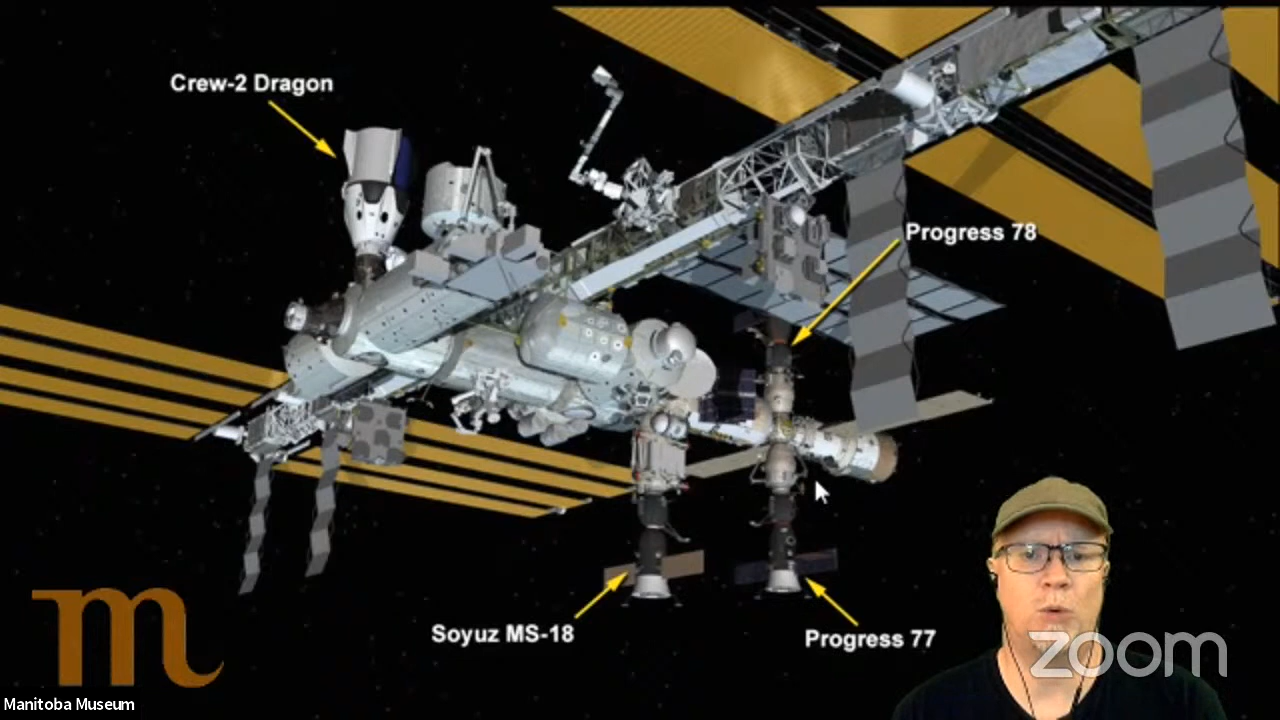 Crew-2 Dragon
Progress 78
Soyuz MS-18
Progress 77
m
zoom
Manitoba Museum